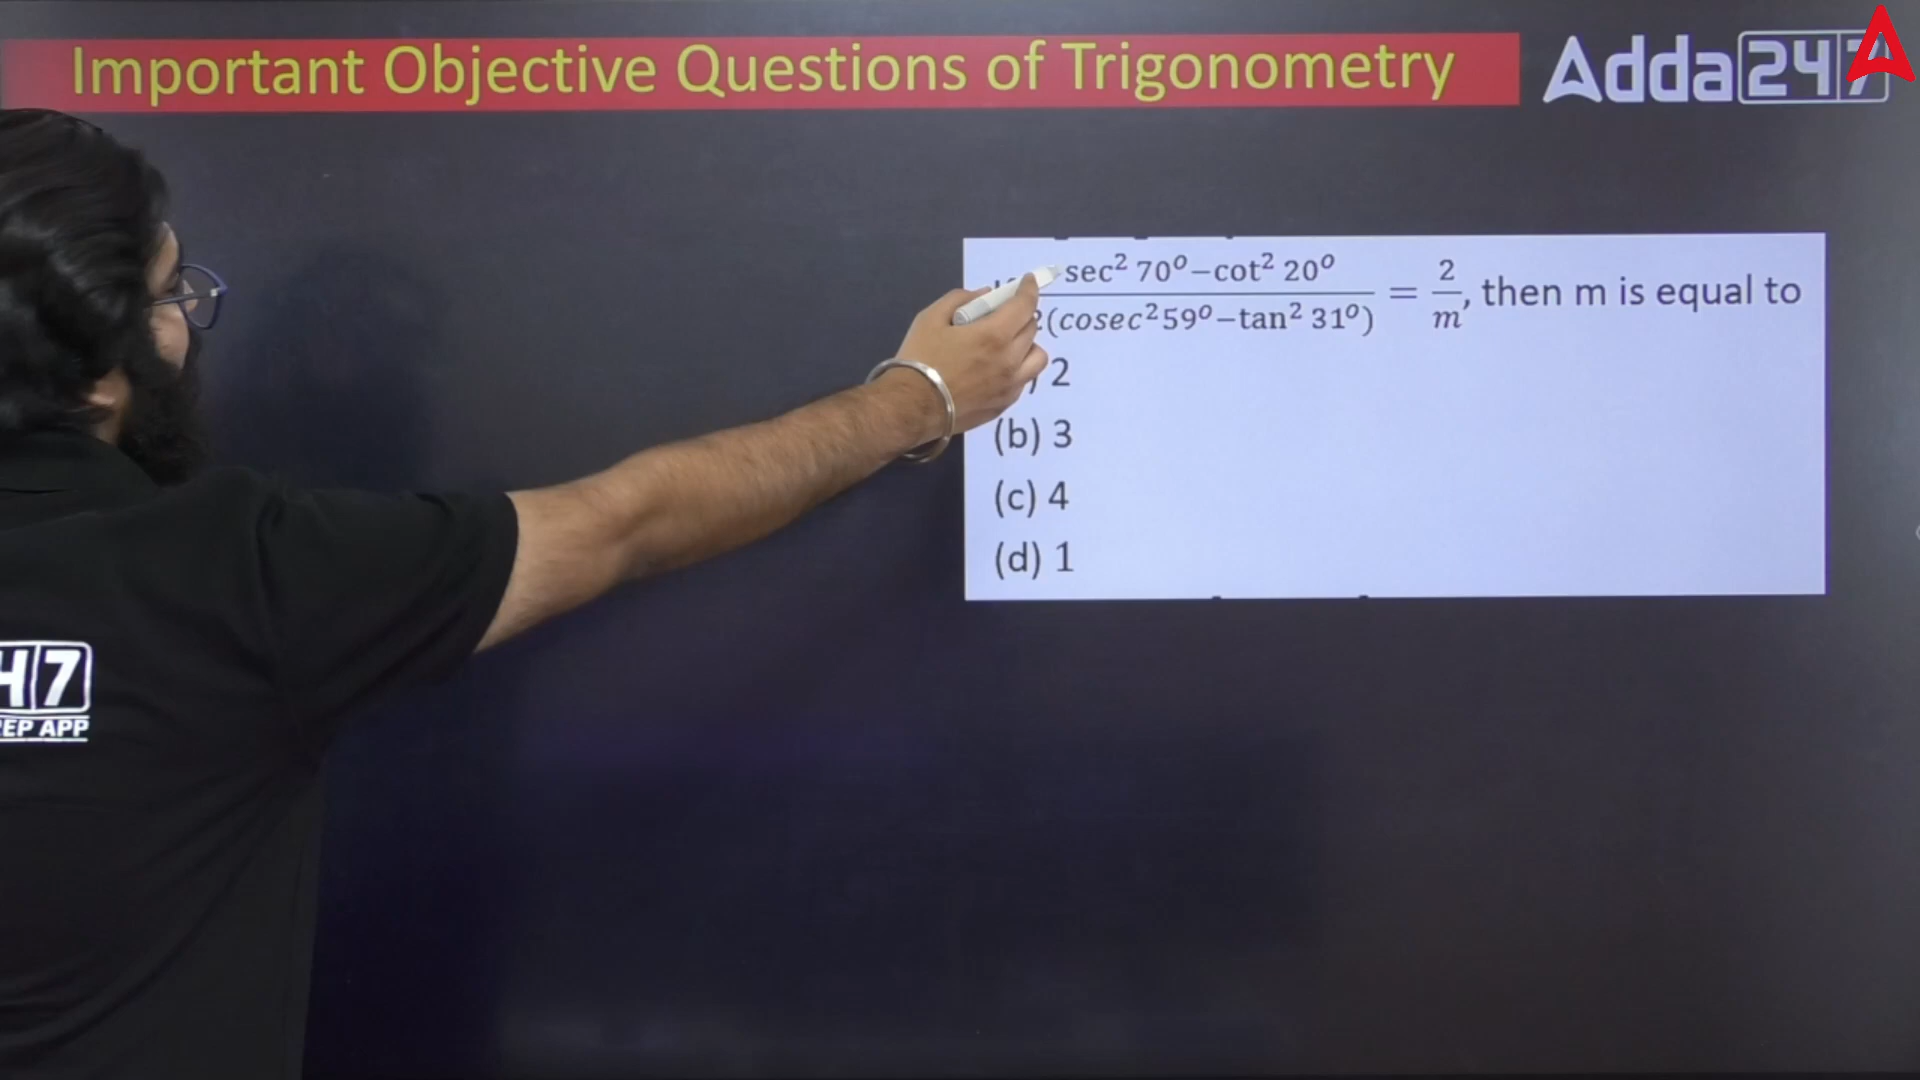 Important Objective Questions of Trigonometry
Adda247
sec² 70° – cot² 20° / 2(cosec² 59° – tan² 31°) = 2/m, then m is equal to
) 2
(b) 3
(c) 4
(d) 1
47
EP APP